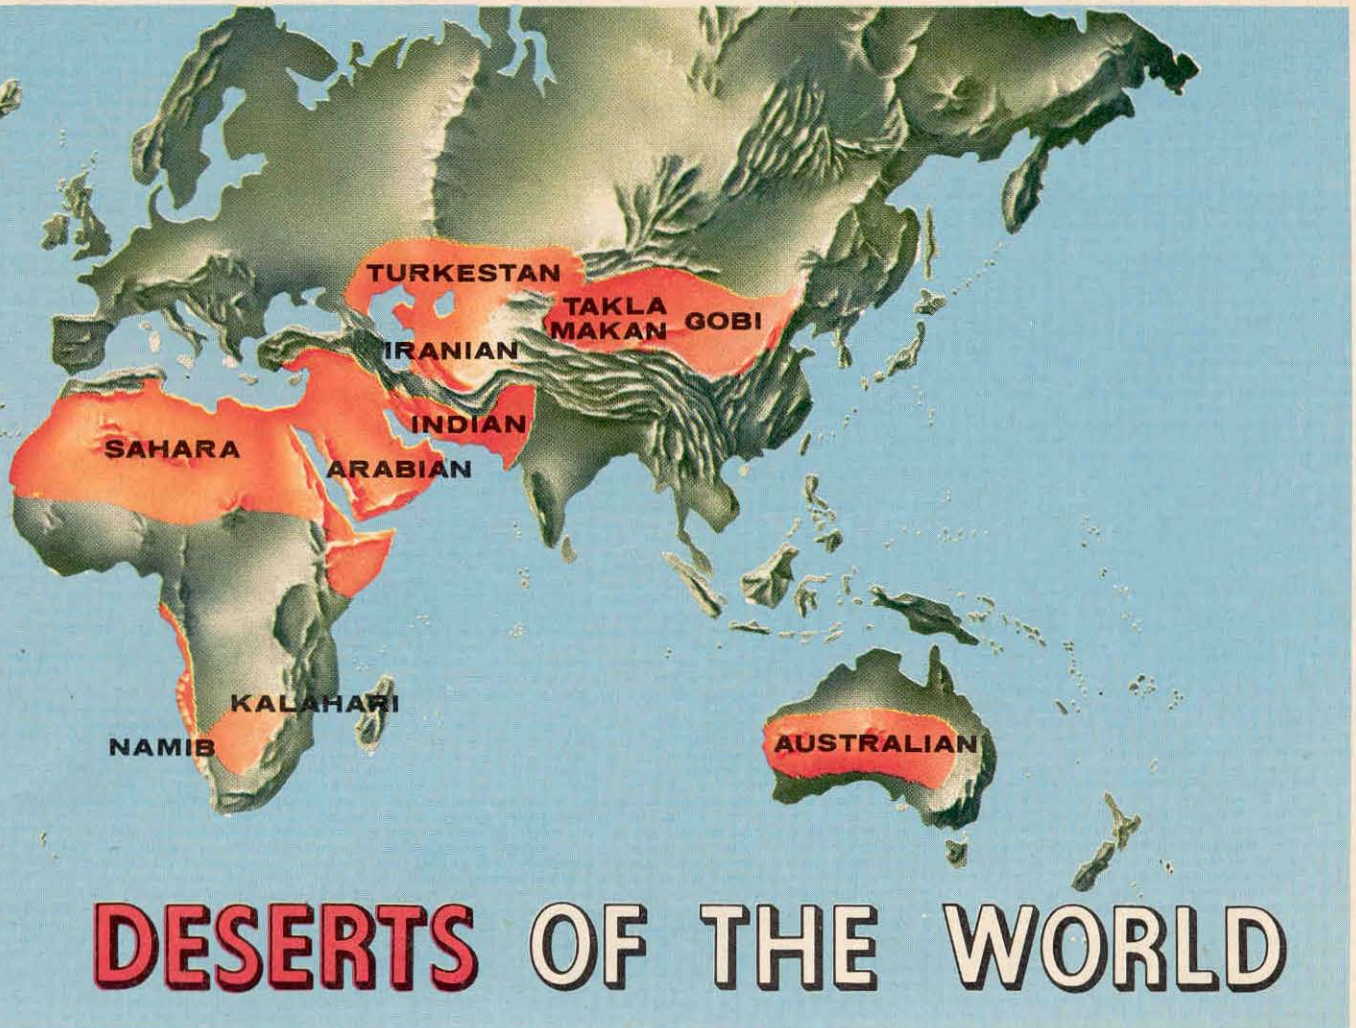 TURKESTAN
TAKLA
MAKAN
GOBI
IRANIAN
INDIAN
SAHARA
ARABIAN
KALAHARI
NAMIB
AUSTRALIAN
DESERTS OF THE WORLD